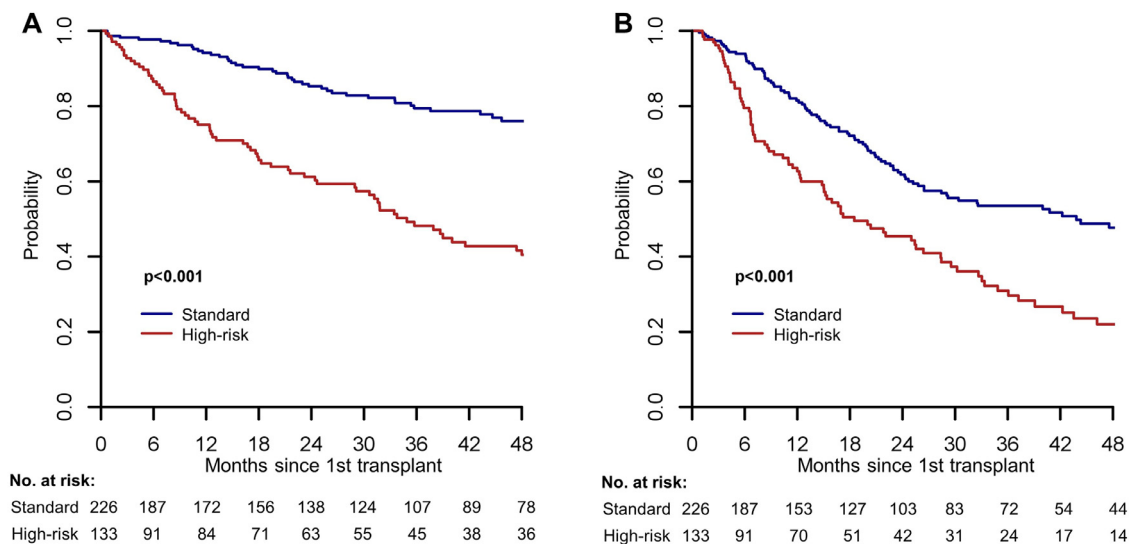 A
B
Probability
1.0
0.8
0.6
0.4
0.2
0.0
p<0.001
Standard
High-risk
0 6 12 18 24 30 36 42 48
Months since 1st transplant
No. at risk:
Standard 226 187 172 156 138 124 107 89 78
High-risk 133 91 84 71 63 55 45 38 36
Probability
1.0
0.8
0.6
0.4
0.2
0.0
p<0.001
Standard
High-risk
0 6 12 18 24 30 36 42 48
Months since 1st transplant
No. at risk:
Standard 226 187 153 127 103 83 72 54 44
High-risk 133 91 70 51 42 31 24 17 14